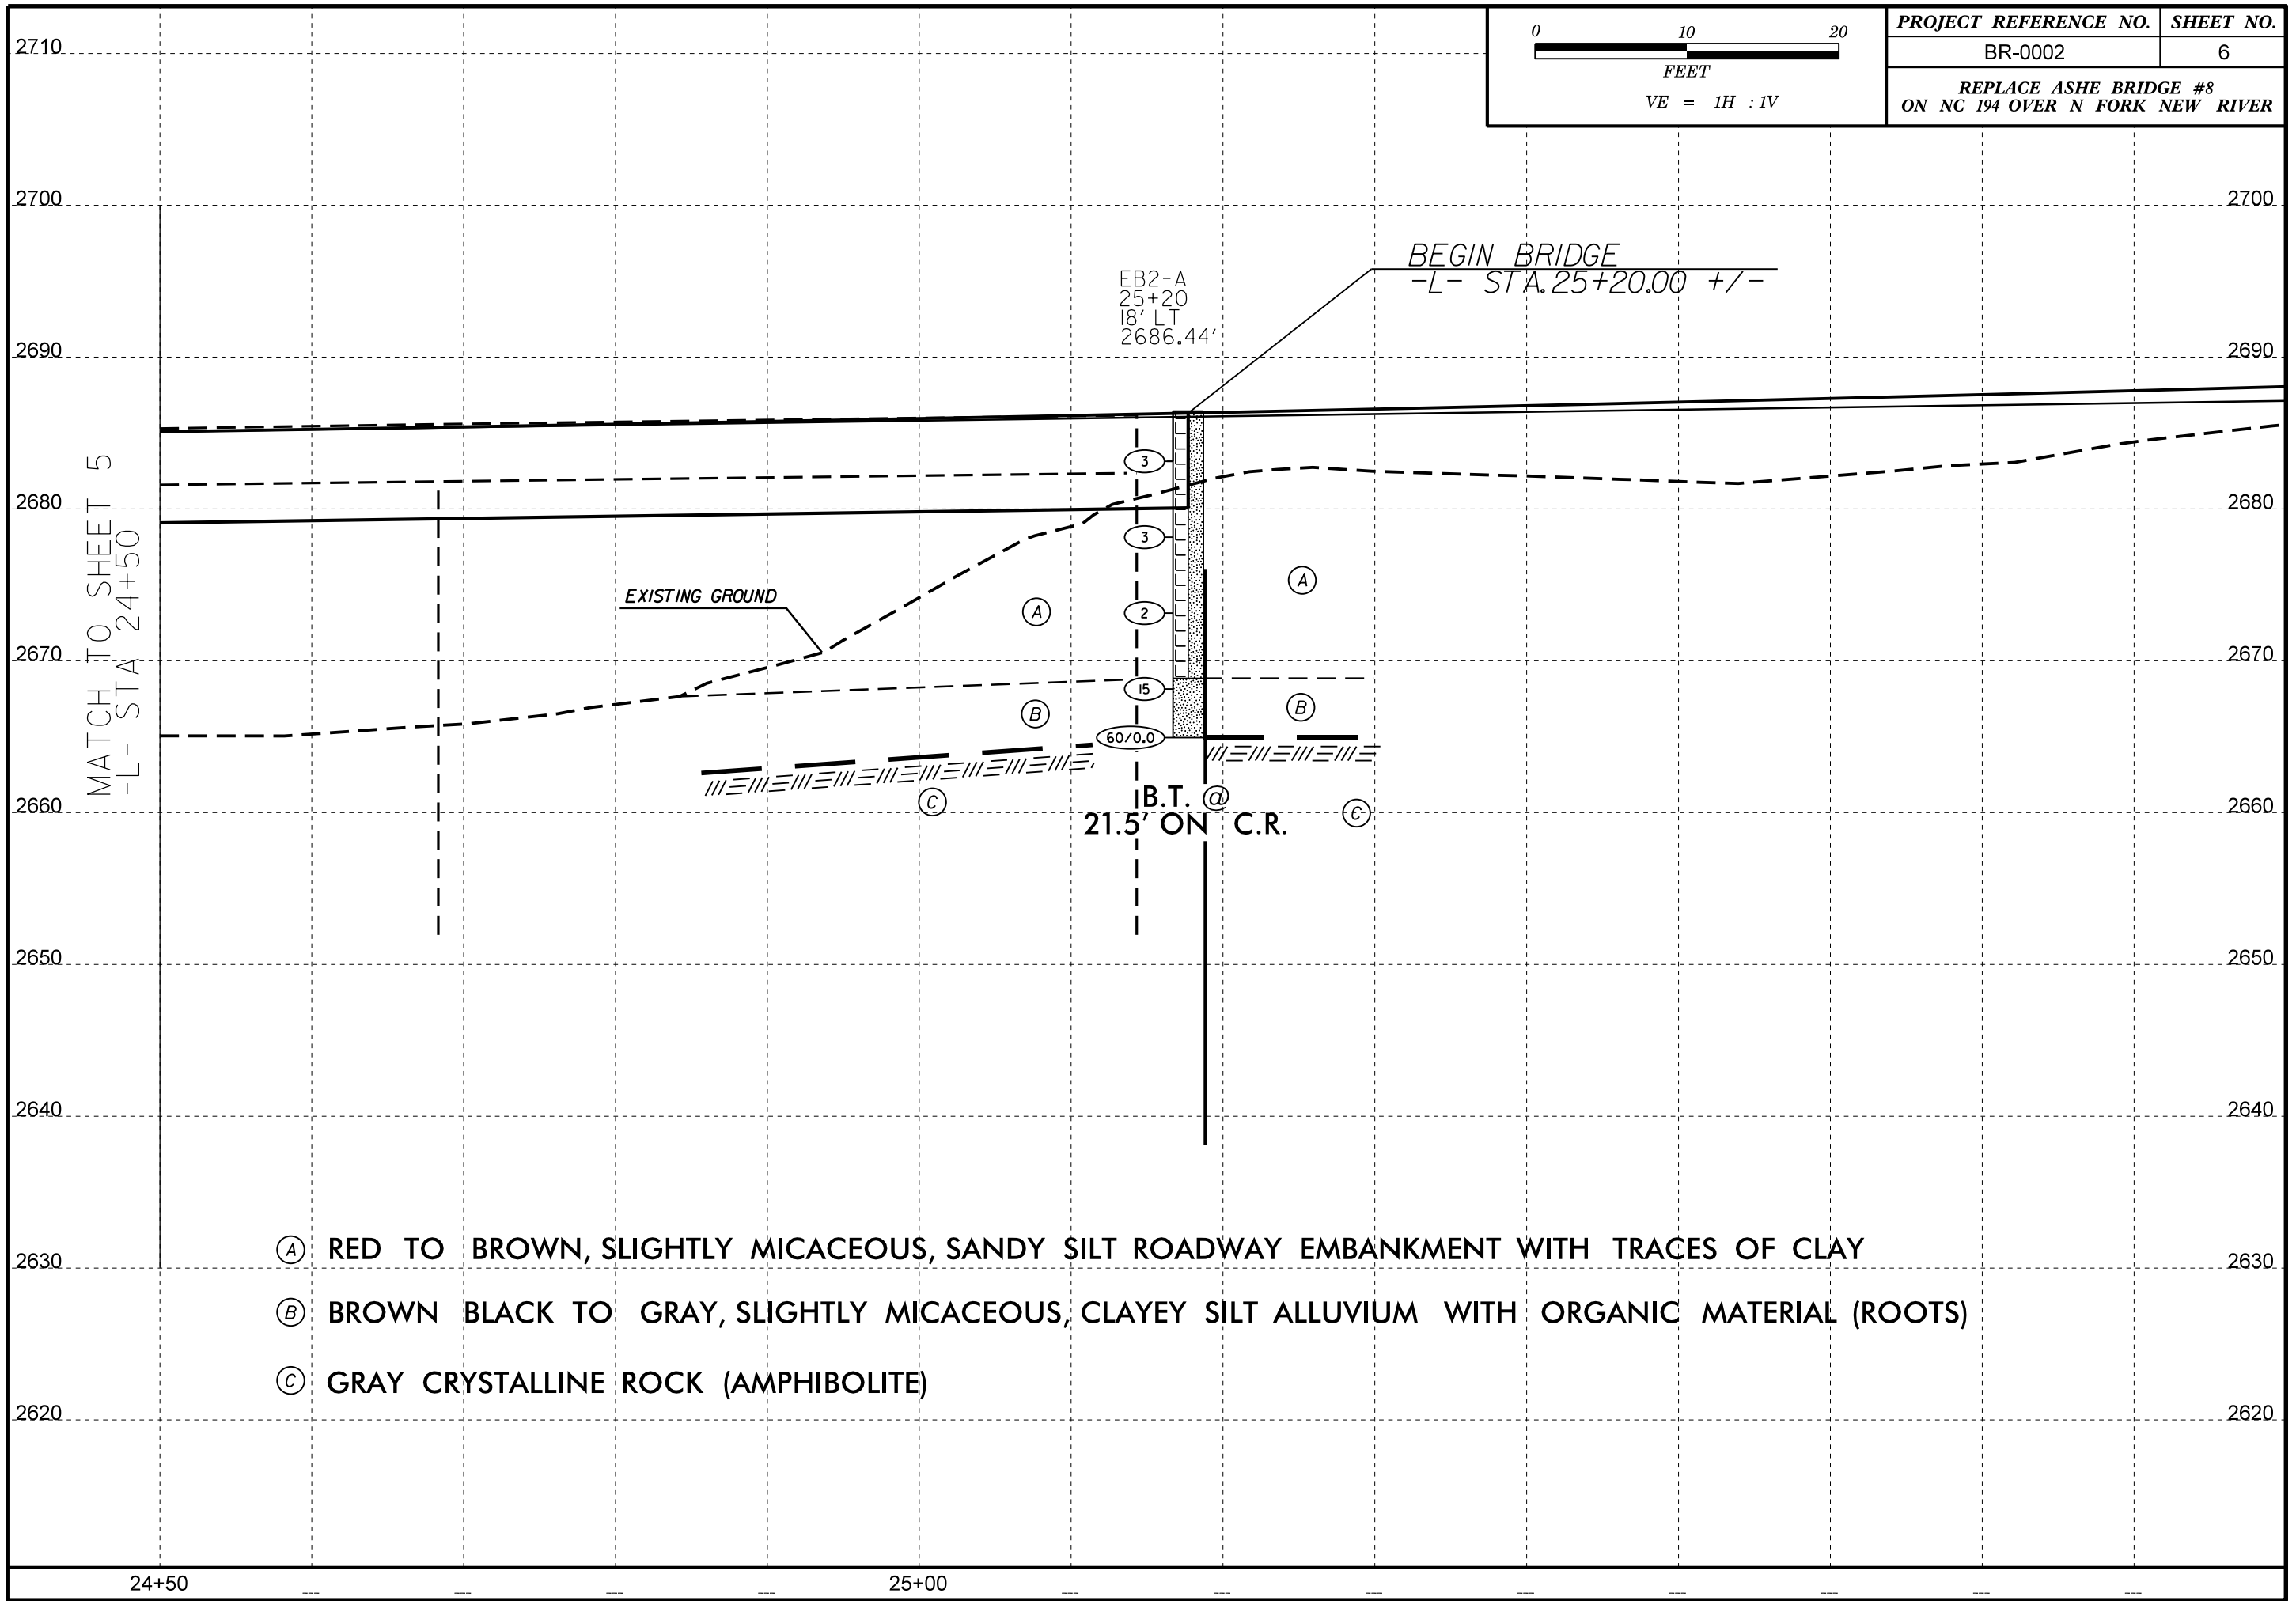 0 10 20
FEET
VE = 1H : 1V
PROJECT REFERENCE NO. SHEET NO.
BR-0002 6
REPLACE ASHE BRIDGE #8
ON NC 194 OVER N FORK NEW RIVER
2710
2700 2700
BEGIN BRIDGE
-L- STA. 25+20.00 +/-
EB2-A
25+20
18' LT
2686.44'
2690 2690
MATCH TO SHEET 5
-L- STA 24+50
3
2680 2680
3
A
EXISTING GROUND
A
2
2670 2670
15
B B
60/0.0
C C
2660 2660
B.T. @
21.5' ON C.R.
2650 2650
2640 2640
A RED TO BROWN, SLIGHTLY MICACEOUS, SANDY SILT ROADWAY EMBANKMENT WITH TRACES OF CLAY
2630 2630
B BROWN BLACK TO GRAY, SLIGHTLY MICACEOUS, CLAYEY SILT ALLUVIUM WITH ORGANIC MATERIAL (ROOTS)
C GRAY CRYSTALLINE ROCK (AMPHIBOLITE)
2620 2620
24+50 --- --- --- --- 25+00 --- --- --- --- --- --- --- ---